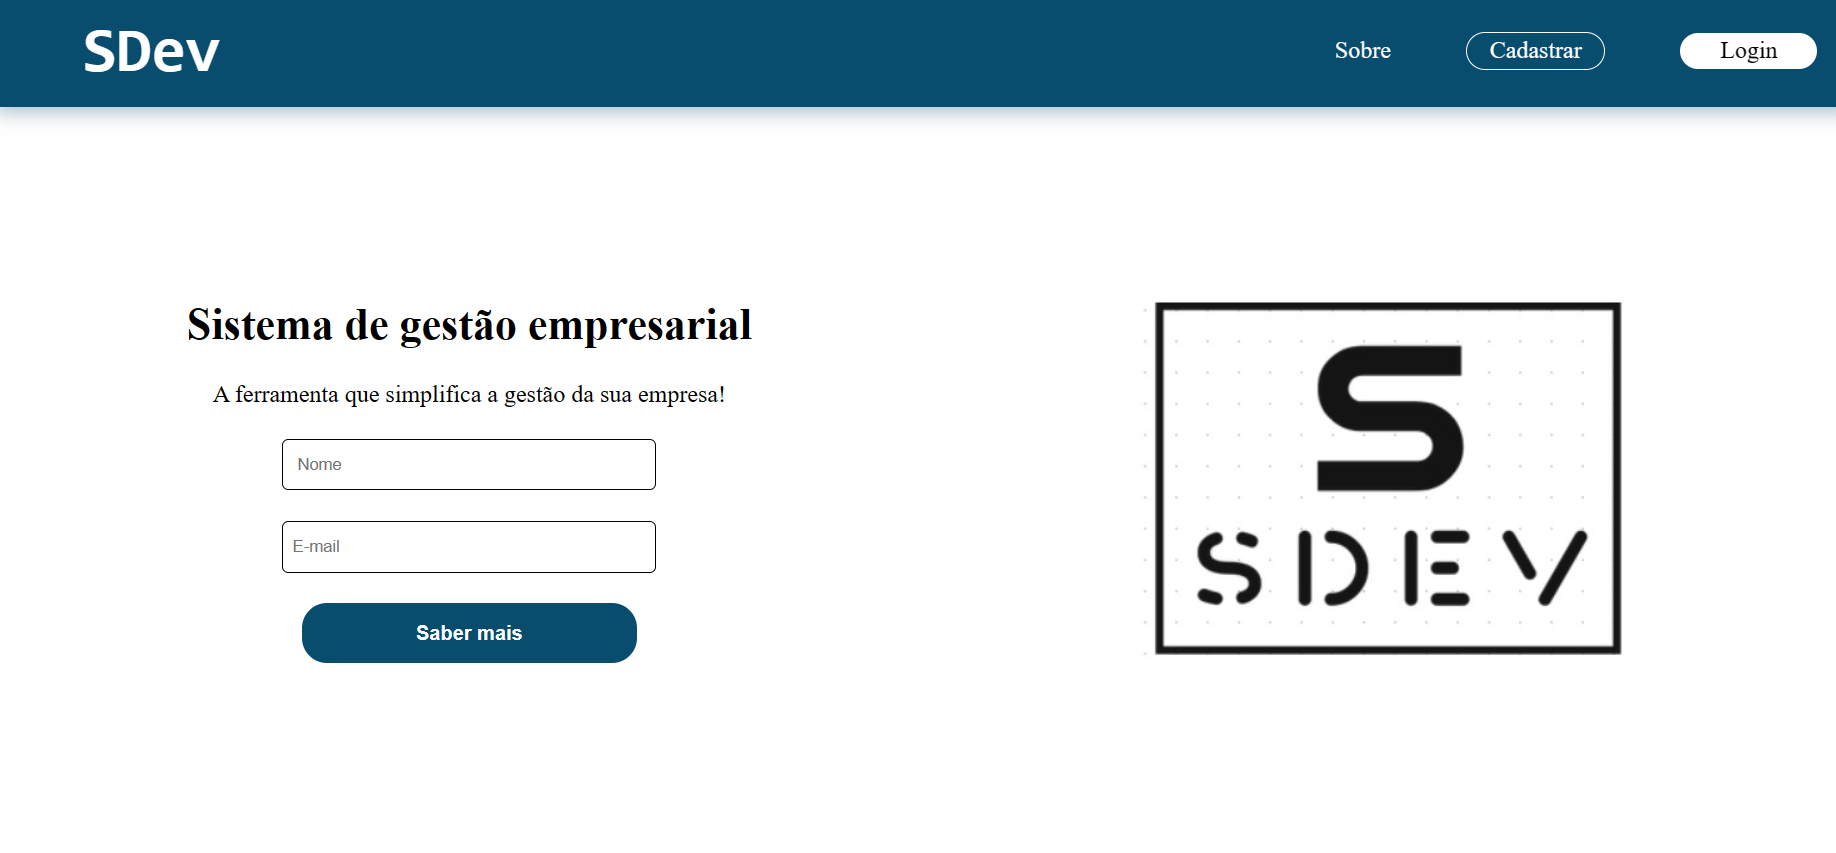 SDev
Sobre
Cadastrar
Login
Sistema de gestão empresarial
A ferramenta que simplifica a gestão da sua empresa!
Nome
E-mail
Saber mais
S
SDEV